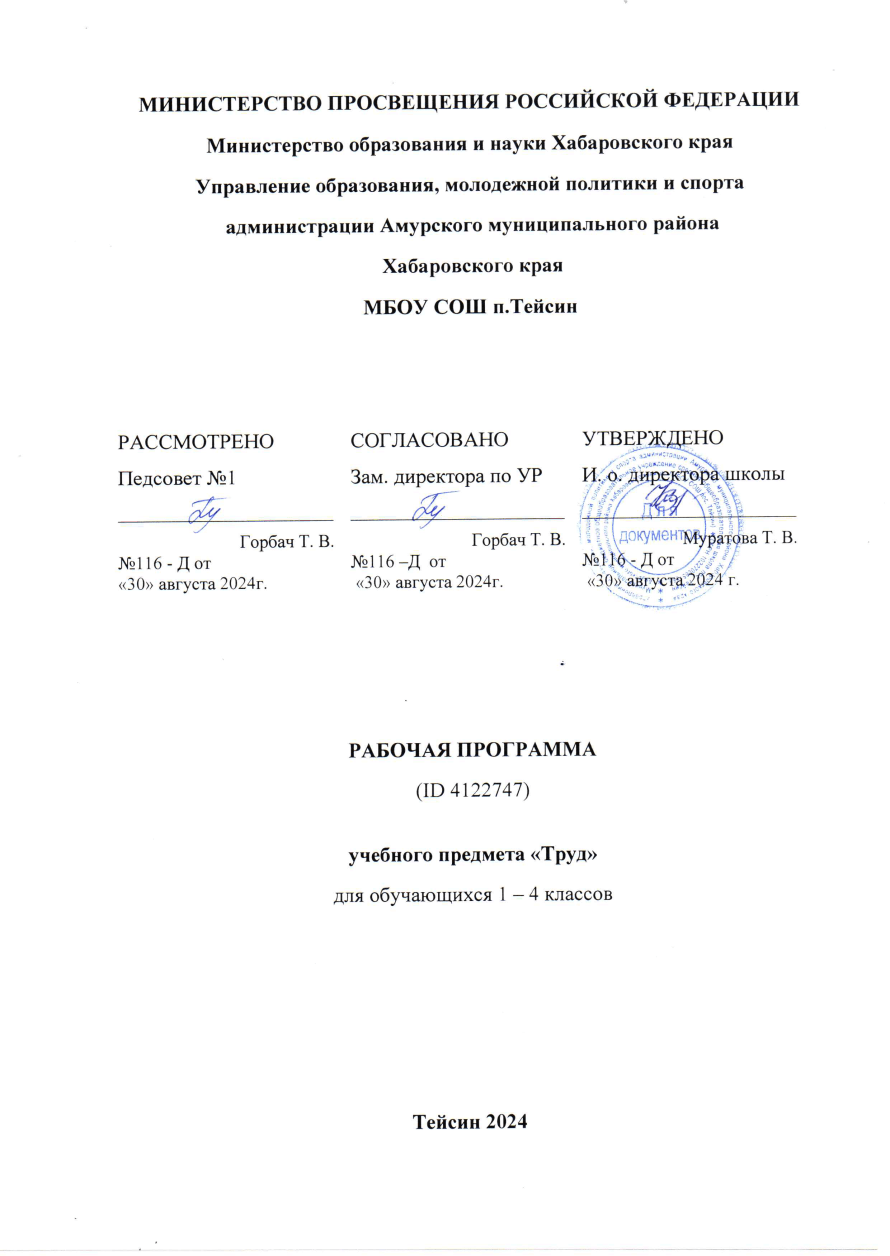 МИНИСТЕРСТВО ПРОСВЕЩЕНИЯ РОССИЙСКОЙ ФЕДЕРАЦИИ
Министерство образования и науки Хабаровского края
Управление образования, молодежной политики и спорта
администрации Амурского муниципального района
Хабаровского края
МБОУ СОШ п.Тейсин
РАССМОТРЕНО
Педсовет №1
Горбач Т. В.
№116 - Д от
«30» августа 2024г.
СОГЛАСОВАНО
Зам. директора по УР
Горбач Т. В.
№116 –Д от
«30» августа 2024г.
УТВЕРЖДЕНО
И. о. директора школы
Муратова Т. В.
№116 - Д от
«30» августа 2024 г.
для
документов
РАБОЧАЯ ПРОГРАММА
(ID 4122747)
учебного предмета «Труд»
для обучающихся 1 – 4 классов
Тейсин 2024